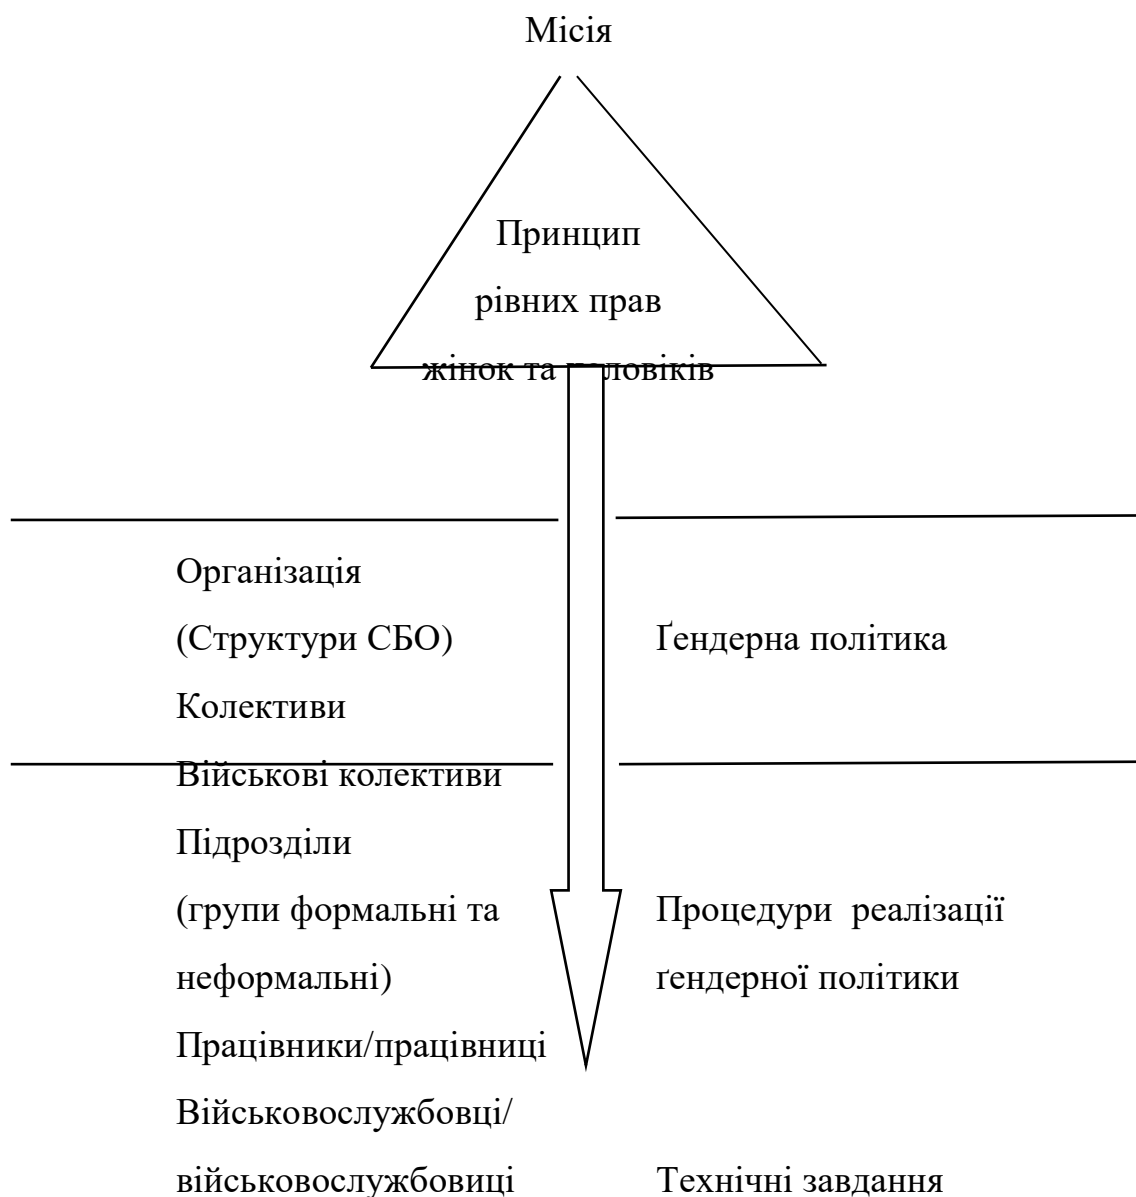 Місія
Принцип
рівних прав
жінок та чоловіків
Організація
(Структури СБО)
Ґендерна політика
Колективи
Військові колективи
Підрозділи
(групи формальні та
неформальні)
Процедури реалізації
ґендерної політики
Працівники/працівниці
Військовослужбовці/
військовослужбовиці
Технічні завдання